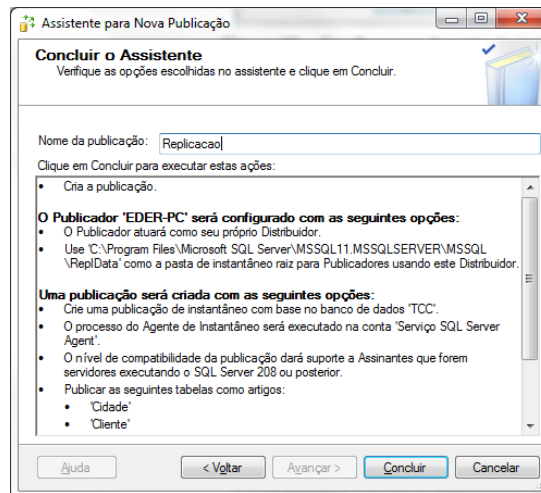 Assistente para Nova Publicação
Concluir o Assistente
Verifique as opções escolhidas no assistente e clique em Concluir.
Nome da publicação: Replicacao
Clique em Concluir para executar estas ações:
• Cria a publicação.
O Publicador 'EDER-PC' será configurado com as seguintes opções:
• O Publicador atuará como seu próprio Distribuidor.
• Use 'C:\Program Files\Microsoft SQL Server\MSSQL11.MSSQLSERVER\MSSQL
\ReplData' como a pasta de instantâneo raiz para Publicadores usando este Distribuidor.
Uma publicação será criada com as seguintes opções:
• Crie uma publicação de instantâneo com base no banco de dados 'TCC'.
• O processo do Agente de Instantâneo será executado na conta 'Serviço SQL Server
Agent'.
• O nível de compatibilidade da publicação dará suporte a Assinantes que forem
servidores executando o SQL Server 208 ou posterior.
• Publicar as seguintes tabelas como artigos:
• 'Cidade'
• 'Cliente'
Ajuda < Voltar Avançar > Concluir Cancelar